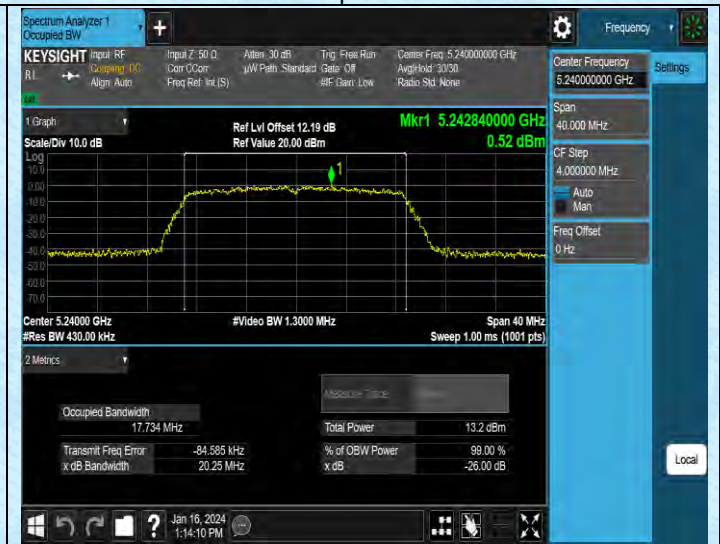 Spectrum Analyzer 1
Occupied BW
+
Frequency
KEYSIGHT Input: RF
R L
Coupling: DC
Align: Auto
Input Z: 50 Ω
Corr CCorr
Freq Ref: Int (S)
Atten: 30 dB
µW Path: Standard
Trig: Free Run
Gate: Off
#IF Gain: Low
Center Freq: 5.240000000 GHz
Avg|Hold: 30/30
Radio Std: None
1 Graph
Scale/Div 10.0 dB
Ref Lvl Offset 12.19 dB
Ref Value 20.00 dBm
Mkr1 5.242840000 GHz
0.52 dBm
Log
10.0
0.00
-10.0
-20.0
-30.0
-40.0
-50.0
-60.0
-70.0
1
Center 5.24000 GHz
#Res BW 430.00 kHz
#Video BW 1.3000 MHz
Span 40 MHz
Sweep 1.00 ms (1001 pts)
2 Metrics
Measure Trace
Occupied Bandwidth
17.734 MHz
Total Power 13.2 dBm
Transmit Freq Error -84.585 kHz
% of OBW Power 99.00 %
x dB Bandwidth 20.25 MHz
x dB -26.00 dB
Center Frequency
5.240000000 GHz
Settings
Span
40.000 MHz
CF Step
4.000000 MHz
Auto
Man
Freq Offset
0 Hz
Local
?
Jan 16, 2024
1:14:10 PM